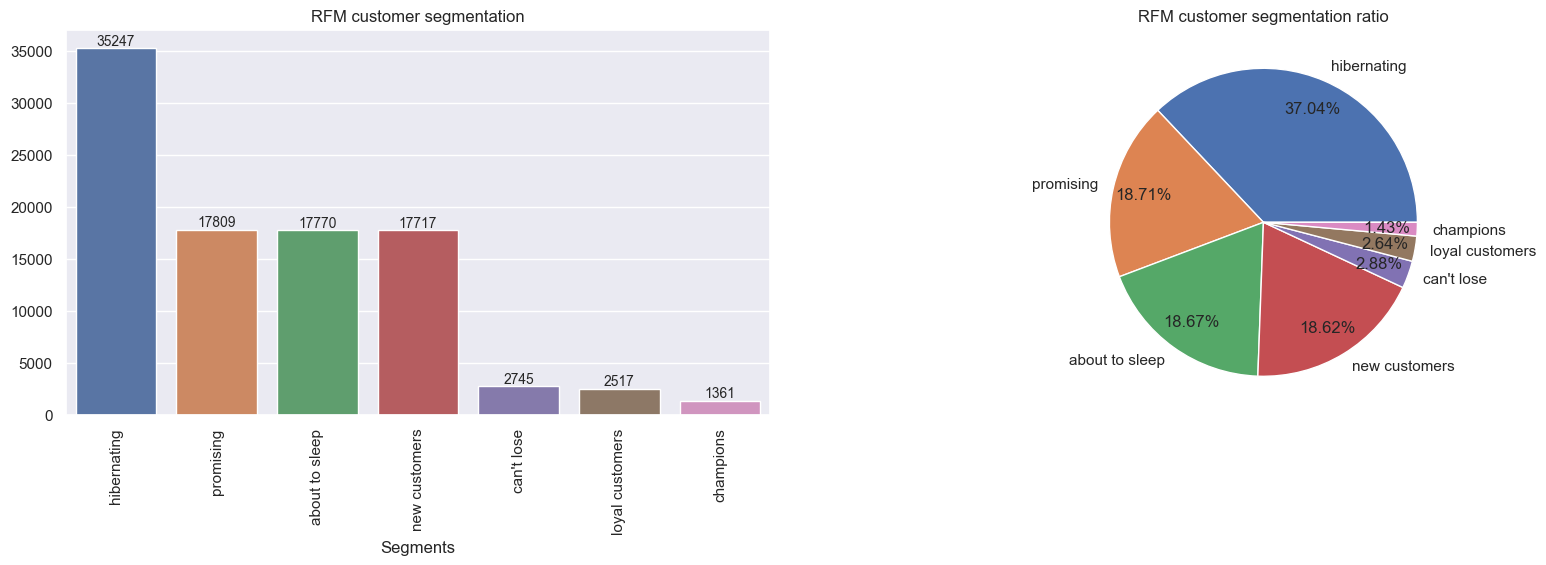 RFM customer segmentation
35000
30000
25000
20000
15000
10000
5000
0
35247
17809
17770
17717
2745
2517
1361
hibernating
promising
about to sleep
new customers
can't lose
loyal customers
champions
Segments
RFM customer segmentation ratio
hibernating
37.04%
promising
18.71%
about to sleep
18.67%
new customers
18.62%
can't lose
2.88%
loyal customers
2.64%
champions
1.43%